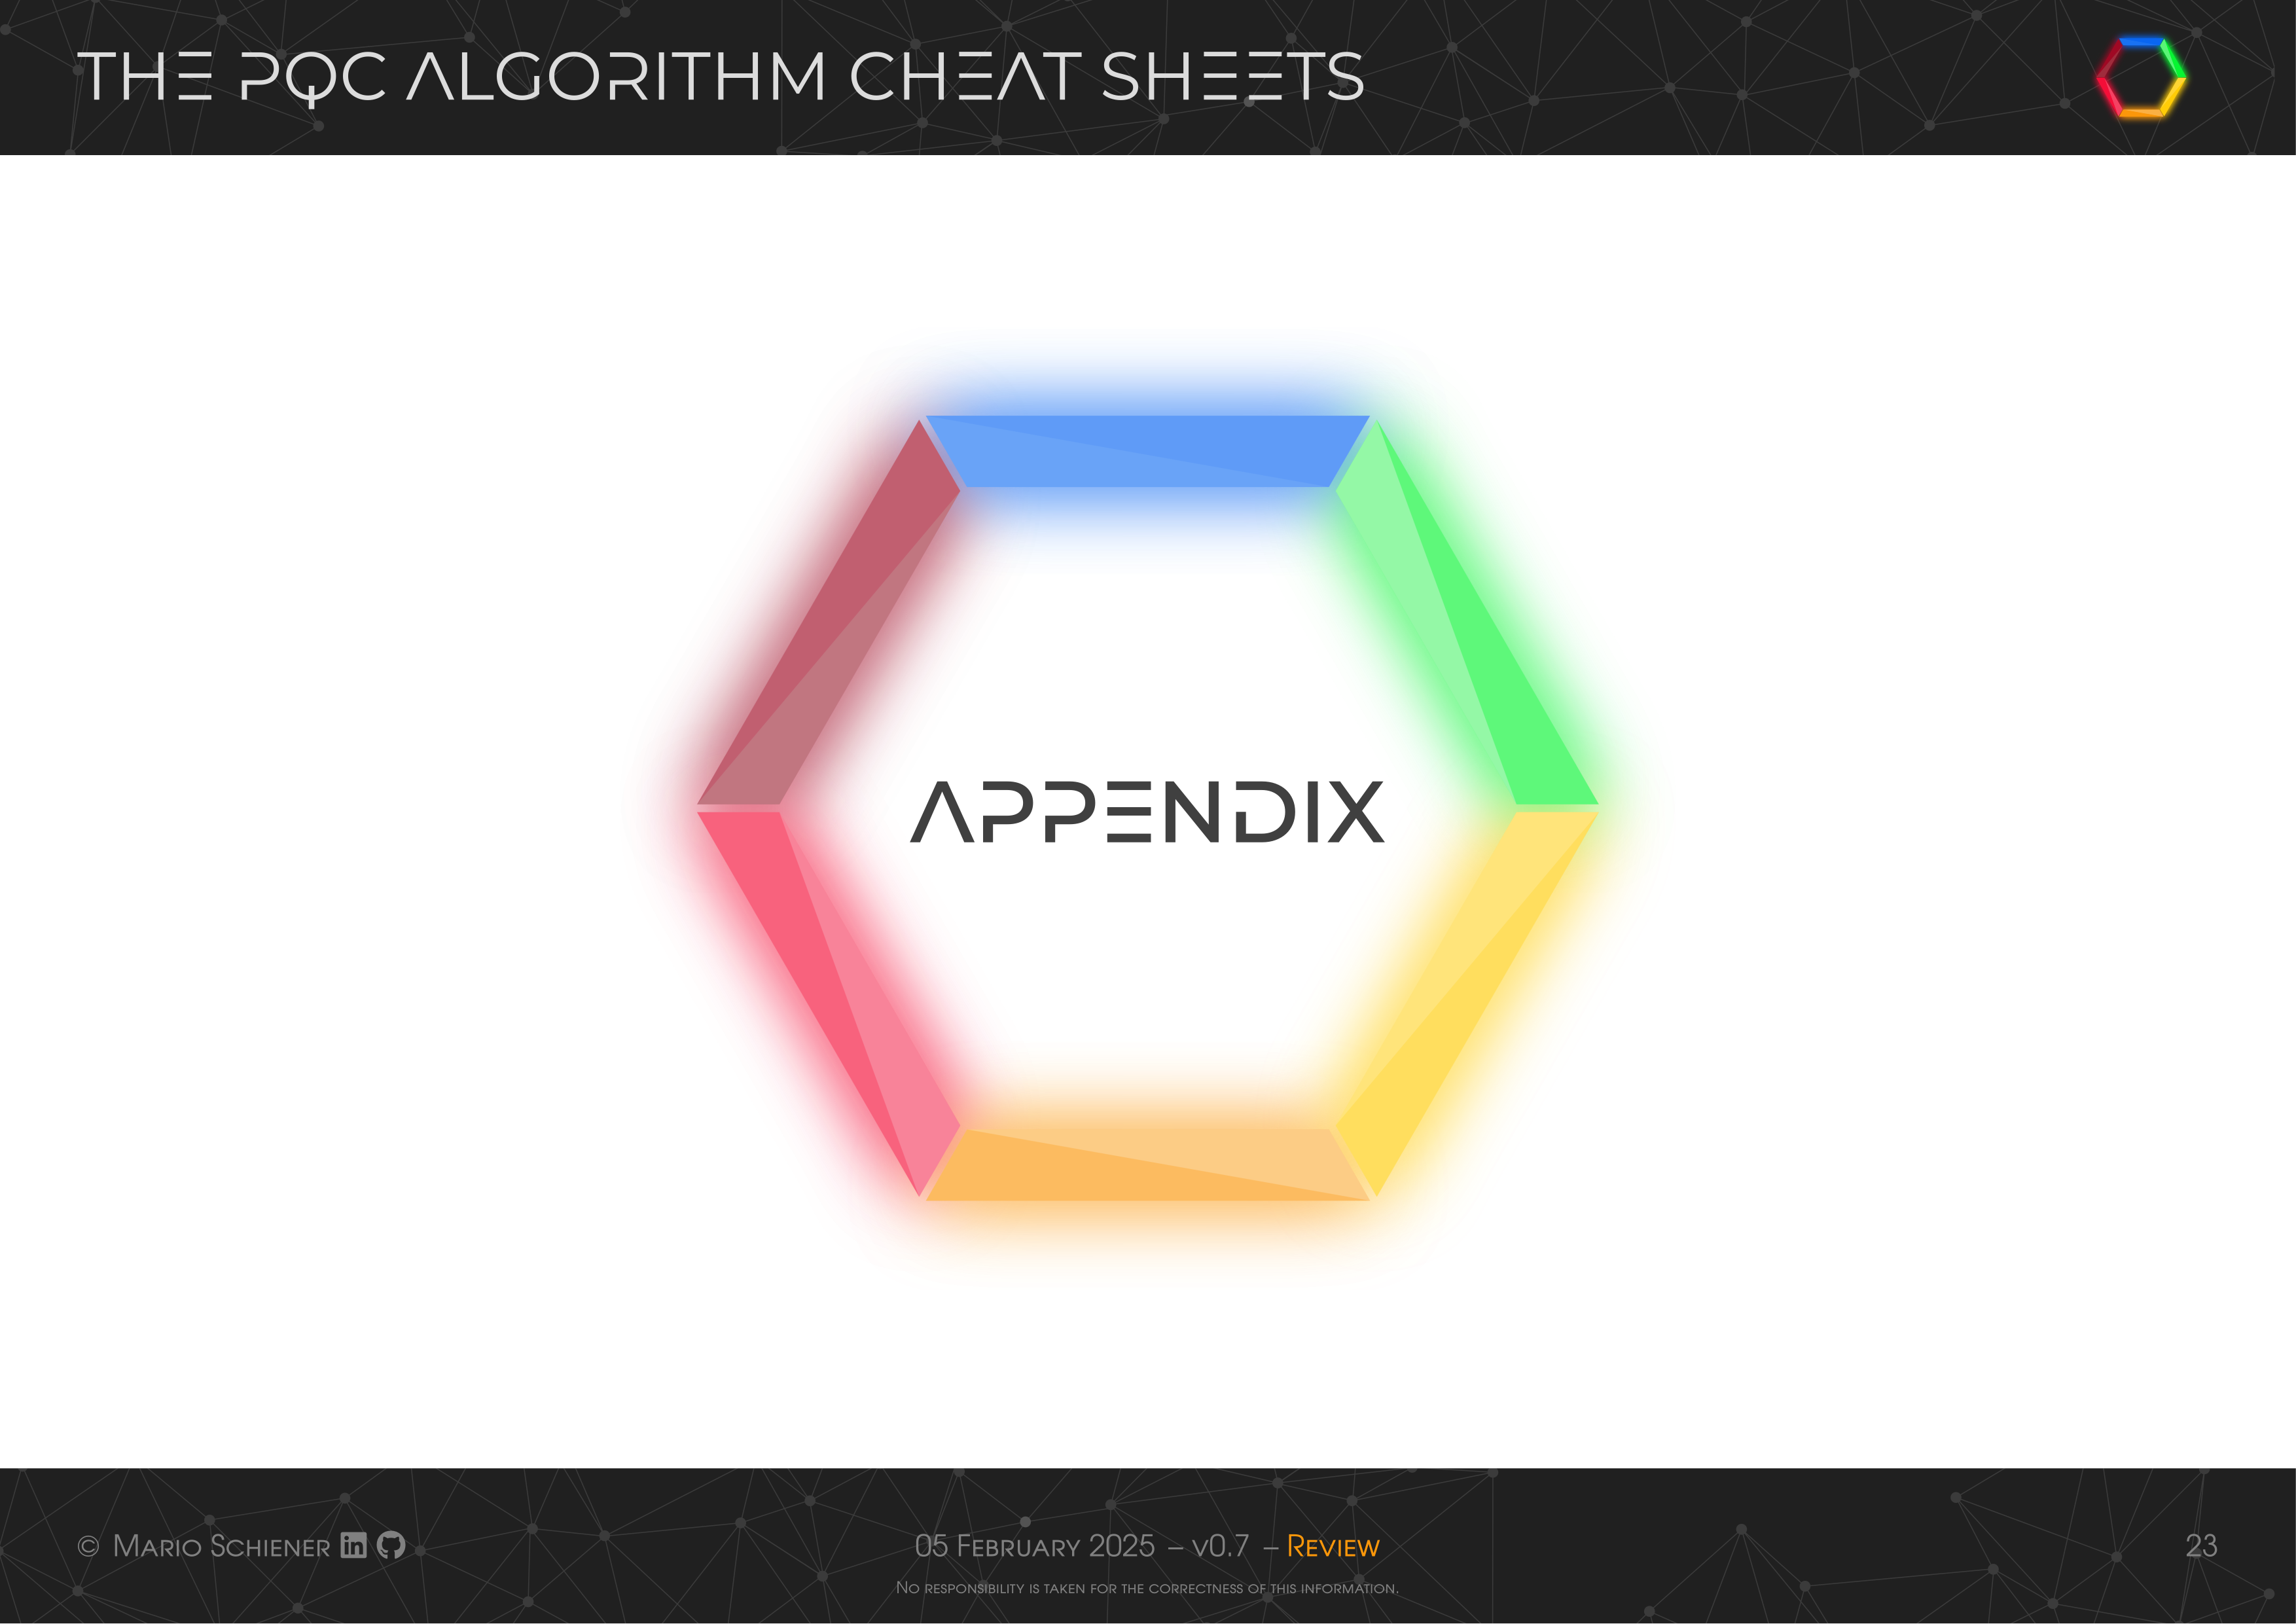 THE PQC ALGORITHM CHEAT SHEETS
APPENDIX
© Mario Schiener
05 February 2025 – v0.7 – Review
23
No responsibility is taken for the correctness of this information.